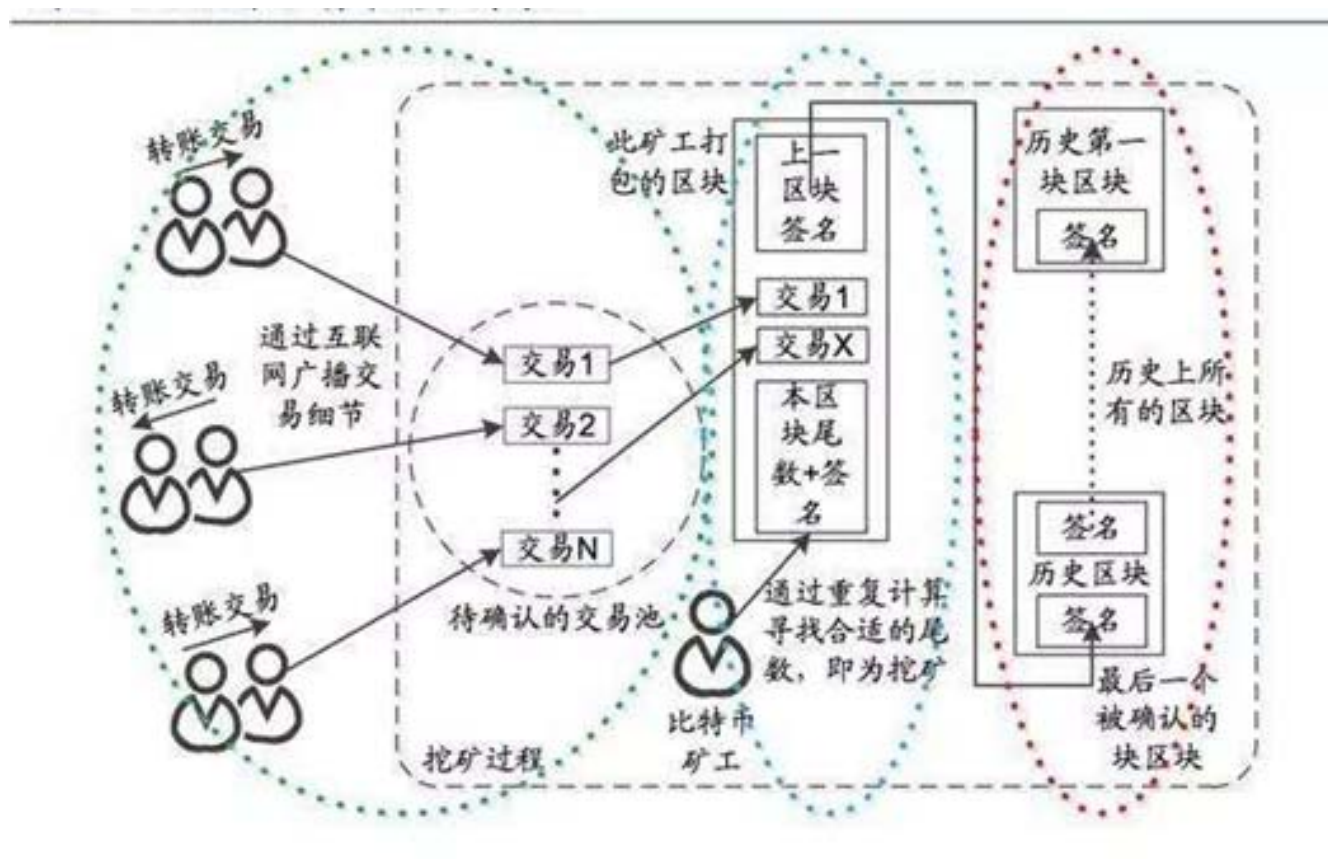 转账交易
此矿工打
包的区块
上一
区块
签名
历史第一
块区块
签名
交易1
交易X
通过互联
网广播交
易细节
交易1
转账交易
交易2
本区
块尾
数+签
名
历史上所
有的区块
交易N
签名
历史区块
签名
转账交易
待确认的交易池
通过重复计算
寻找合适的尾
数，即为挖矿
比特币
矿工
最后一个
被确认的
块区块
挖矿过程